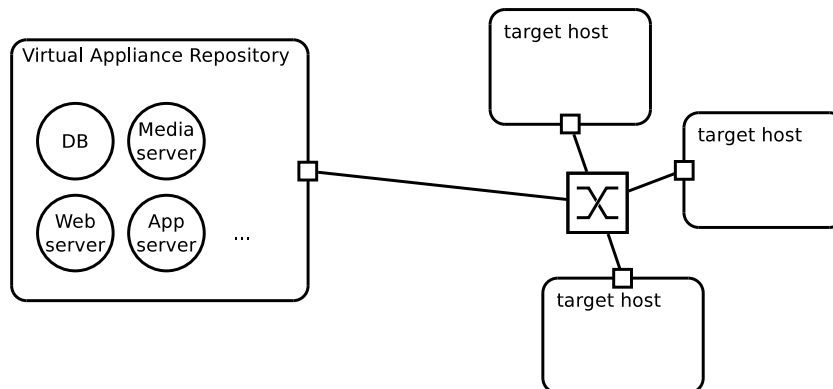 Virtual Appliance Repository
DB
Media
server
Web
server
App
server
...
target host
target host
target host